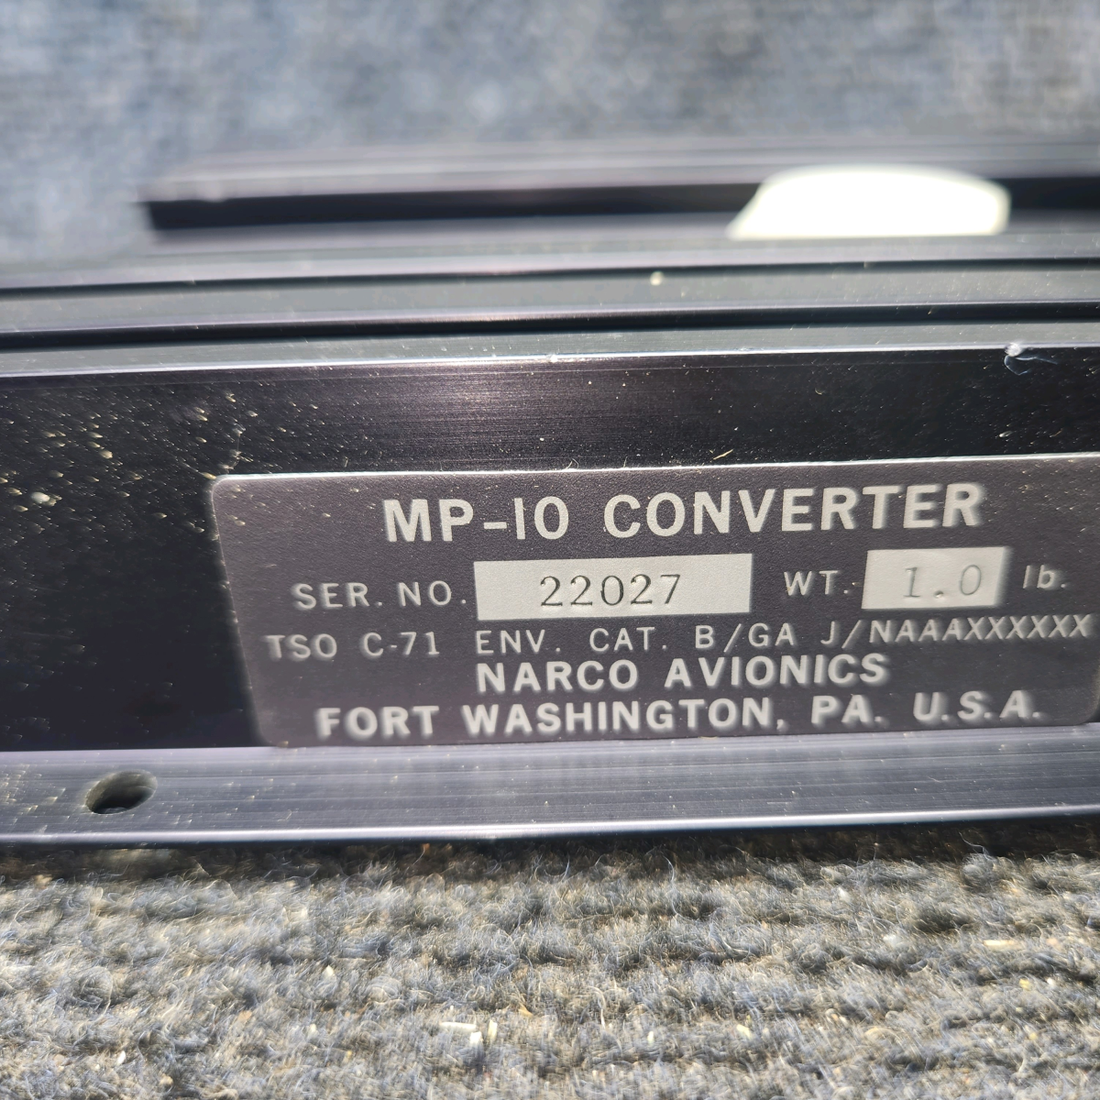 MP-10 CONVERTER
SER. NO. 22027 WT. 1.0 lb.
TSO C-71 ENV. CAT. B/GA J/NAAAXXXXXX
NARCO AVIONICS
FORT WASHINGTON, PA. U.S.A.